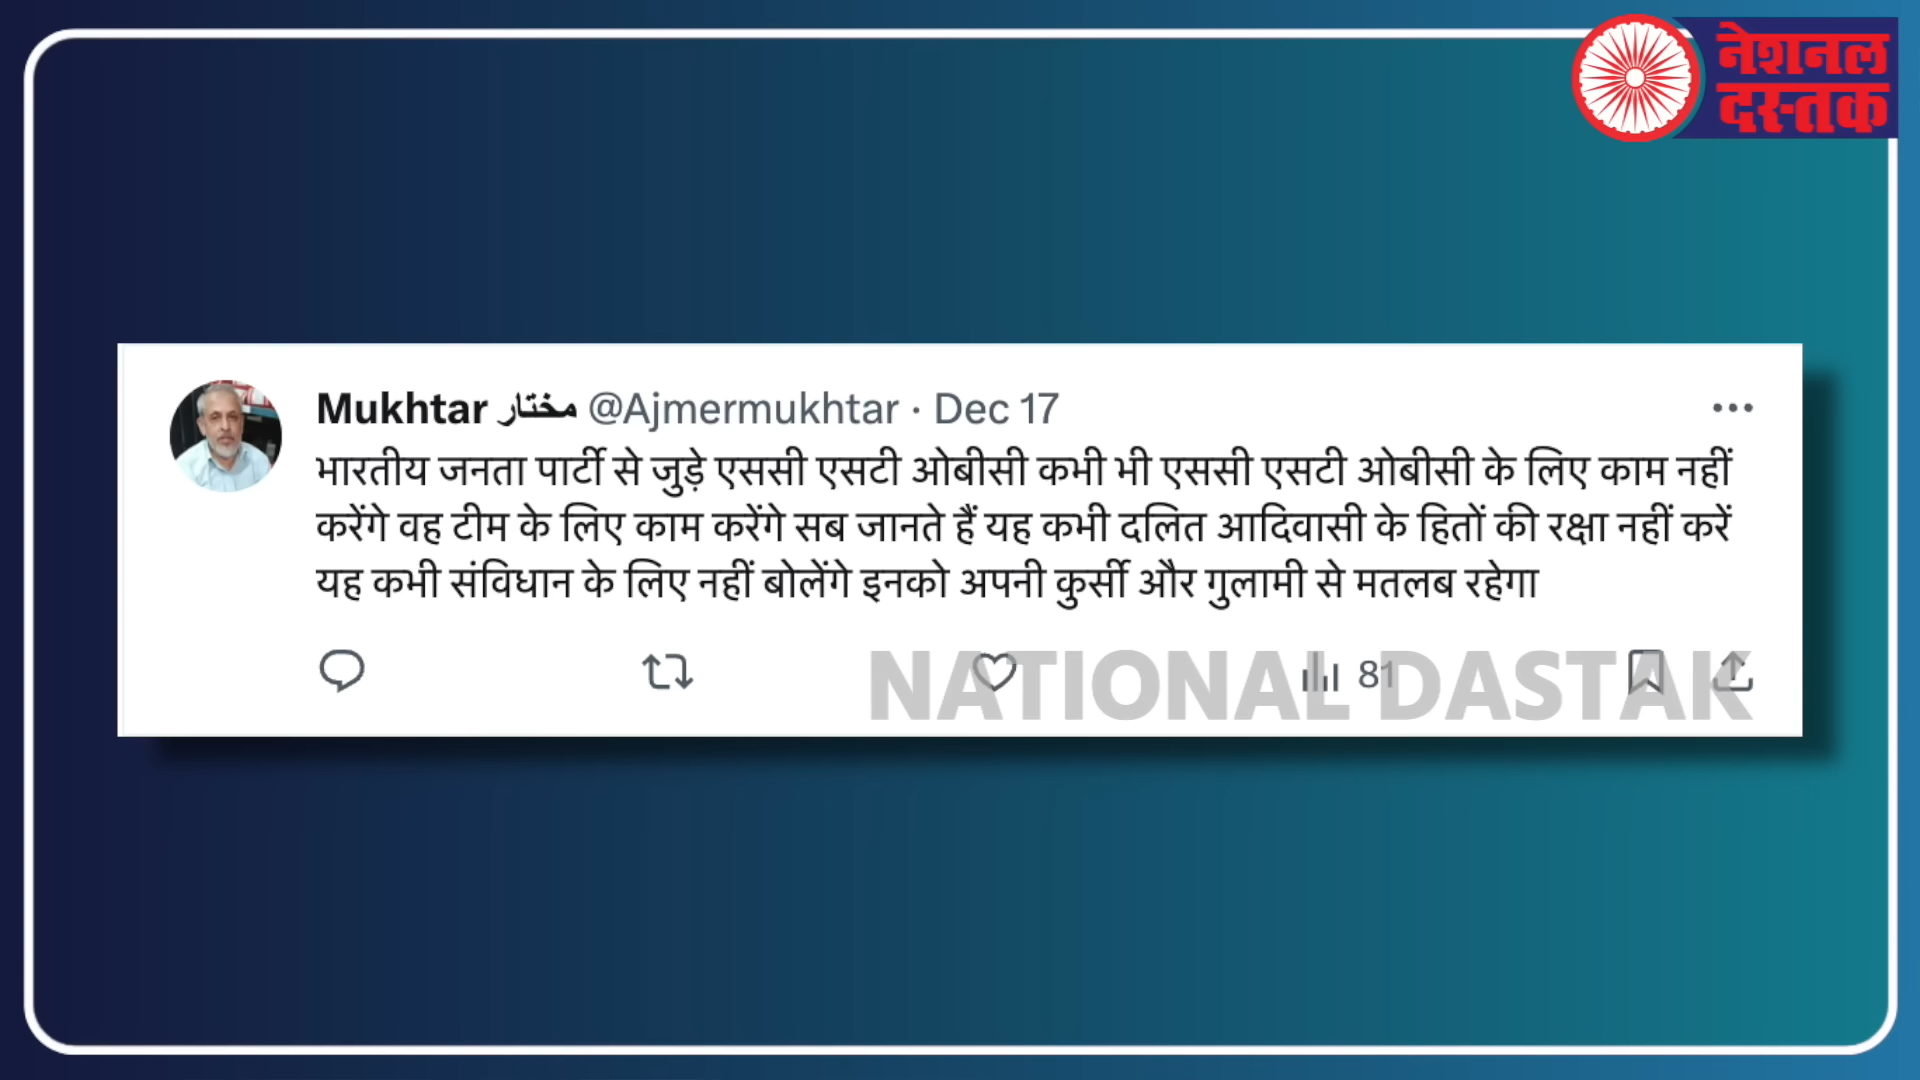 नेशनल
दस्तक
Mukhtar مختار @Ajmermukhtar · Dec 17
भारतीय जनता पार्टी से जुड़े एससी एसटी ओबीसी कभी भी एससी एसटी ओबीसी के लिए काम नहीं
करेंगे वह टीम के लिए काम करेंगे सब जानते हैं यह कभी दलित आदिवासी के हितों की रक्षा नहीं करें
यह कभी संविधान के लिए नहीं बोलेंगे इनको अपनी कुर्सी और गुलामी से मतलब रहेगा
81
NATIONAL DASTAK